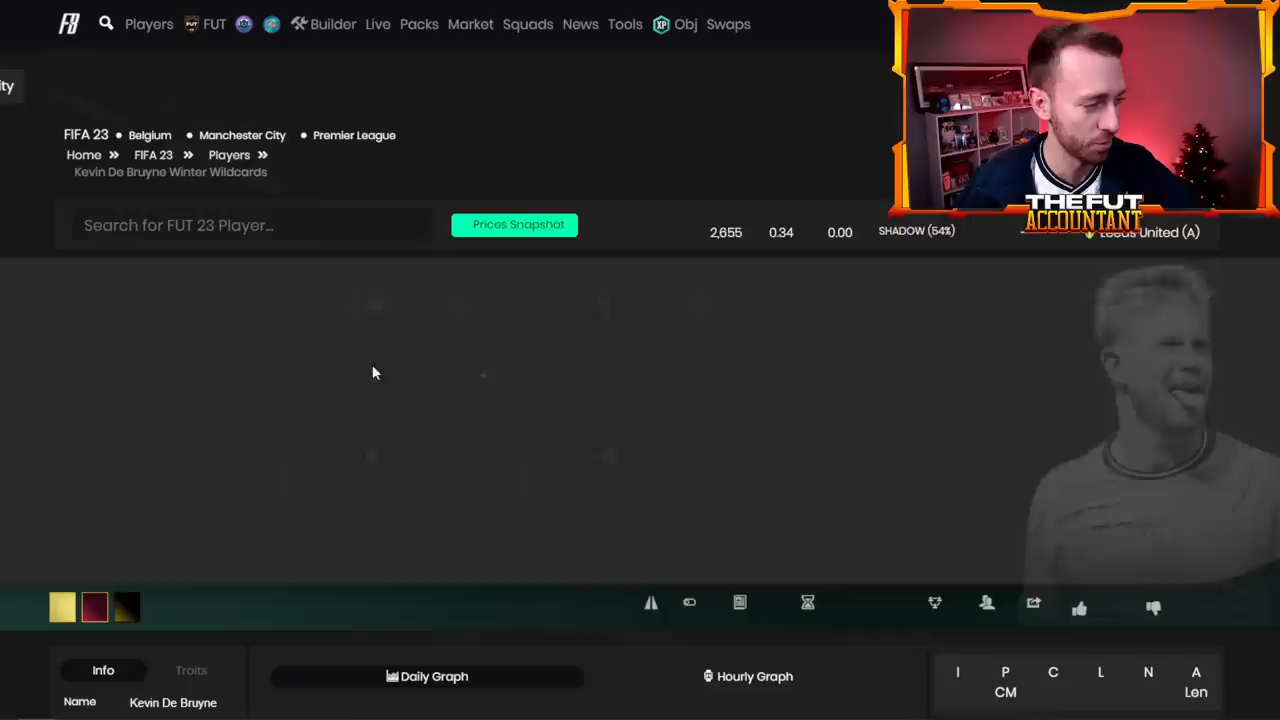 Players FUT Builder Live Packs Market Squads News Tools XP Obj Swaps
ity
FIFA 23 Belgium Manchester City Premier League
Home >> FIFA 23 >> Players >>
Kevin De Bruyne Winter Wildcards
Search for FUT 23 Player...
Prices Snapshot
2,655 0.34 0.00 SHADOW (54%) Leeds United (A)
THE FUT
ACCOUNTANT
Info Traits
Daily Graph
Hourly Graph
I P C L N A
CM Len
Name Kevin De Bruyne